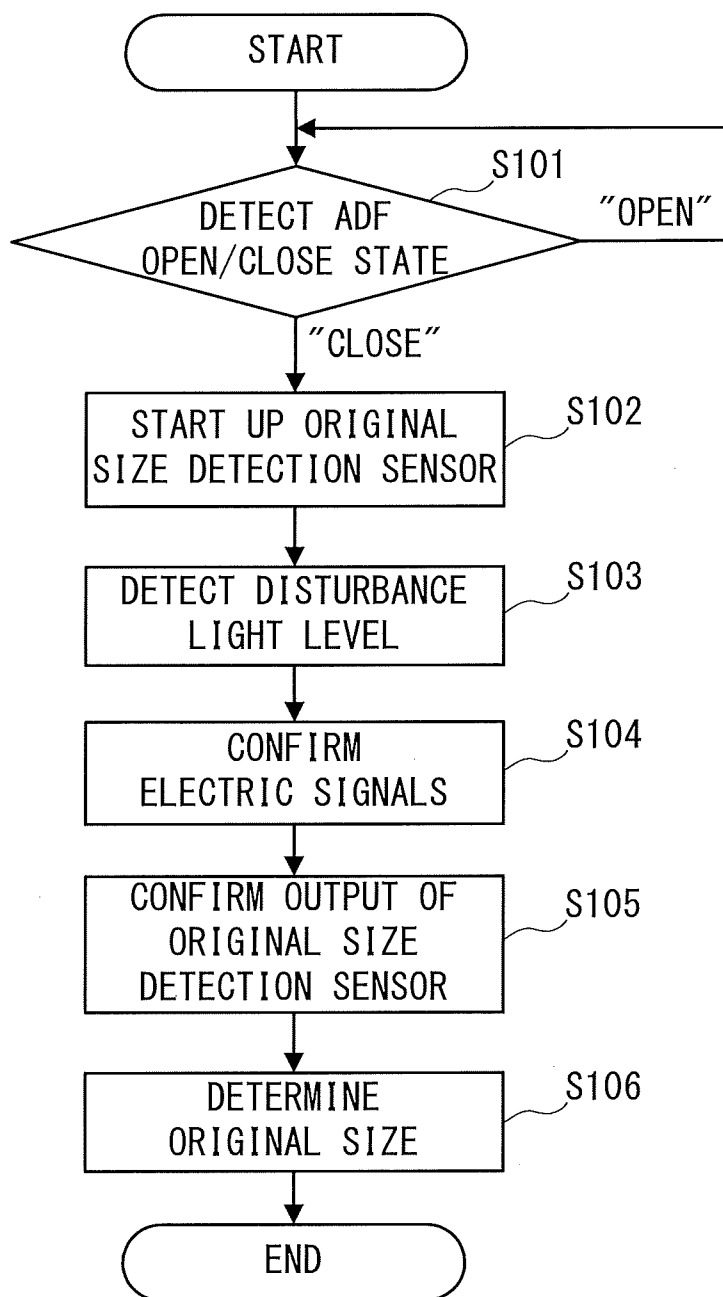 START
S101
DETECT ADF
OPEN/CLOSE STATE
"OPEN"
"CLOSE"
START UP ORIGINAL
SIZE DETECTION SENSOR
S102
DETECT DISTURBANCE
LIGHT LEVEL
S103
CONFIRM
ELECTRIC SIGNALS
S104
CONFIRM OUTPUT OF
ORIGINAL SIZE
DETECTION SENSOR
S105
DETERMINE
ORIGINAL SIZE
S106
END